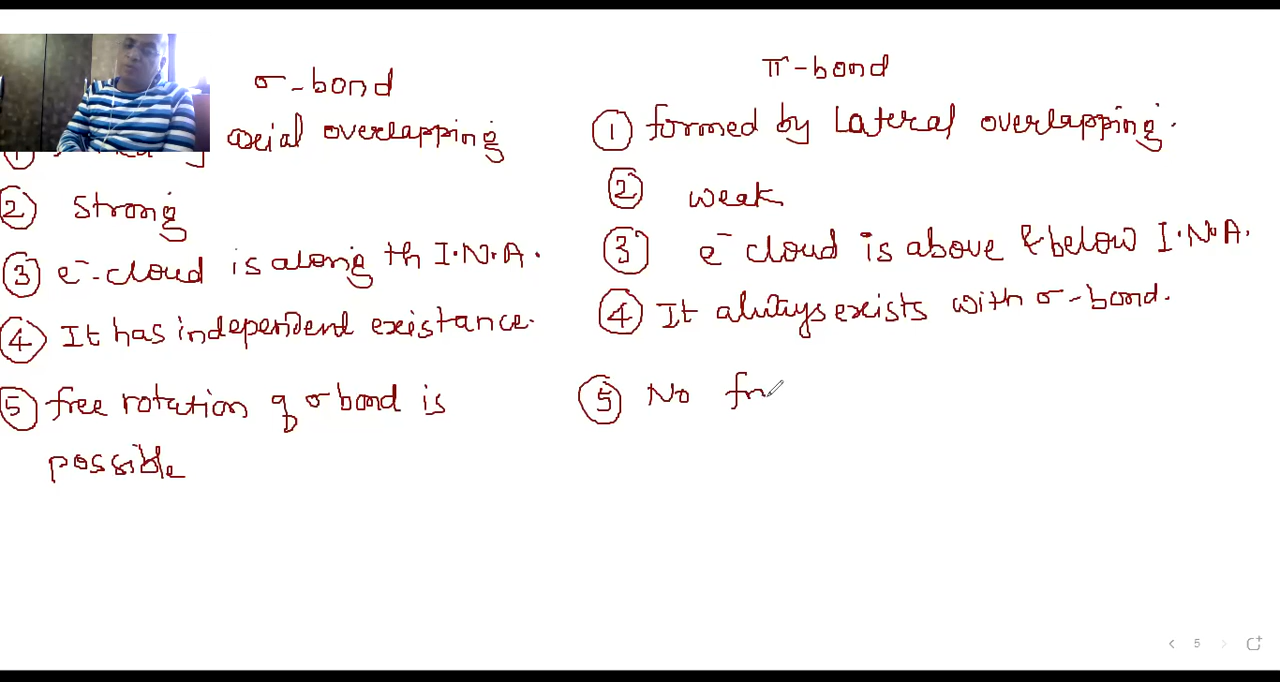 σ-bond
axial overlapping
② Strong
③ e⁻-cloud is along th I.N.A.
④ It has independent existance.
⑤ free rotation of σ bond is
possible
π-bond
① formed by Lateral overlapping.
② weak
③ e⁻ cloud is above & below I.N.A.
④ It always exists with σ-bond.
⑤ No
5